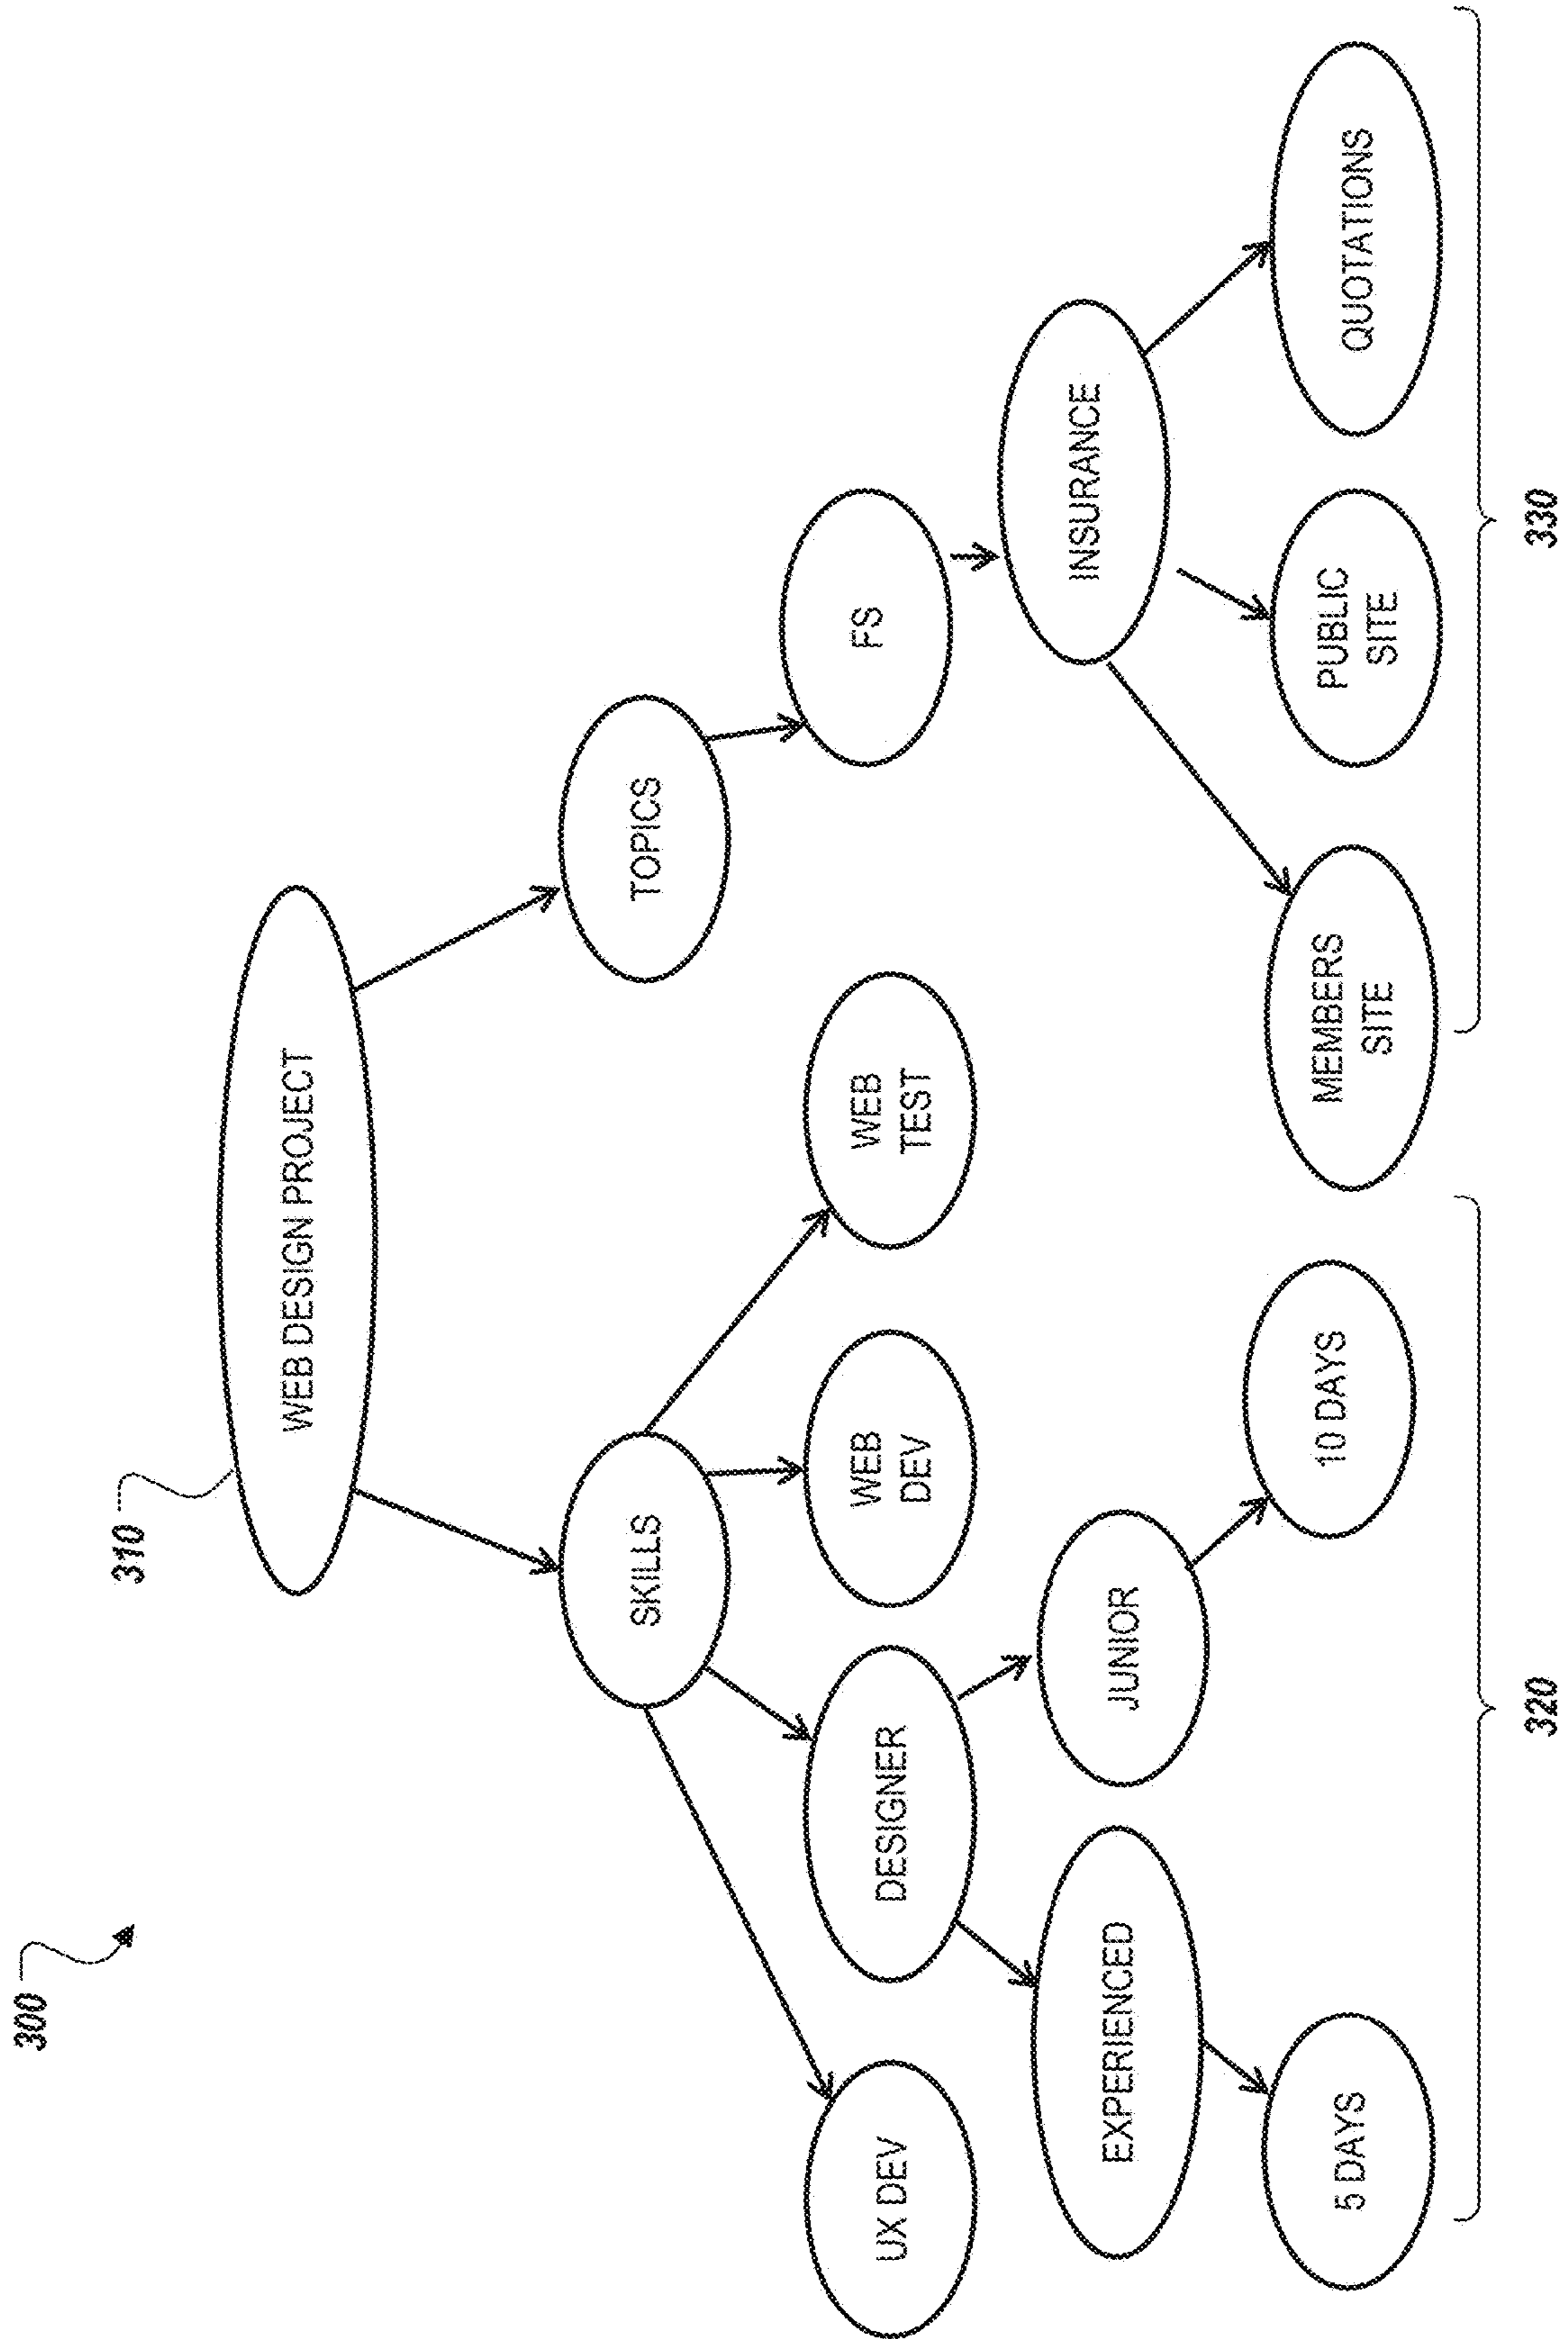 300
310
WEB DESIGN PROJECT
SKILLS
TOPICS
UX DEV
DESIGNER
WEB
DEV
WEB
TEST
FS
EXPERIENCED
JUNIOR
INSURANCE
5 DAYS
10 DAYS
MEMBERS
SITE
PUBLIC
SITE
QUOTATIONS
320
330